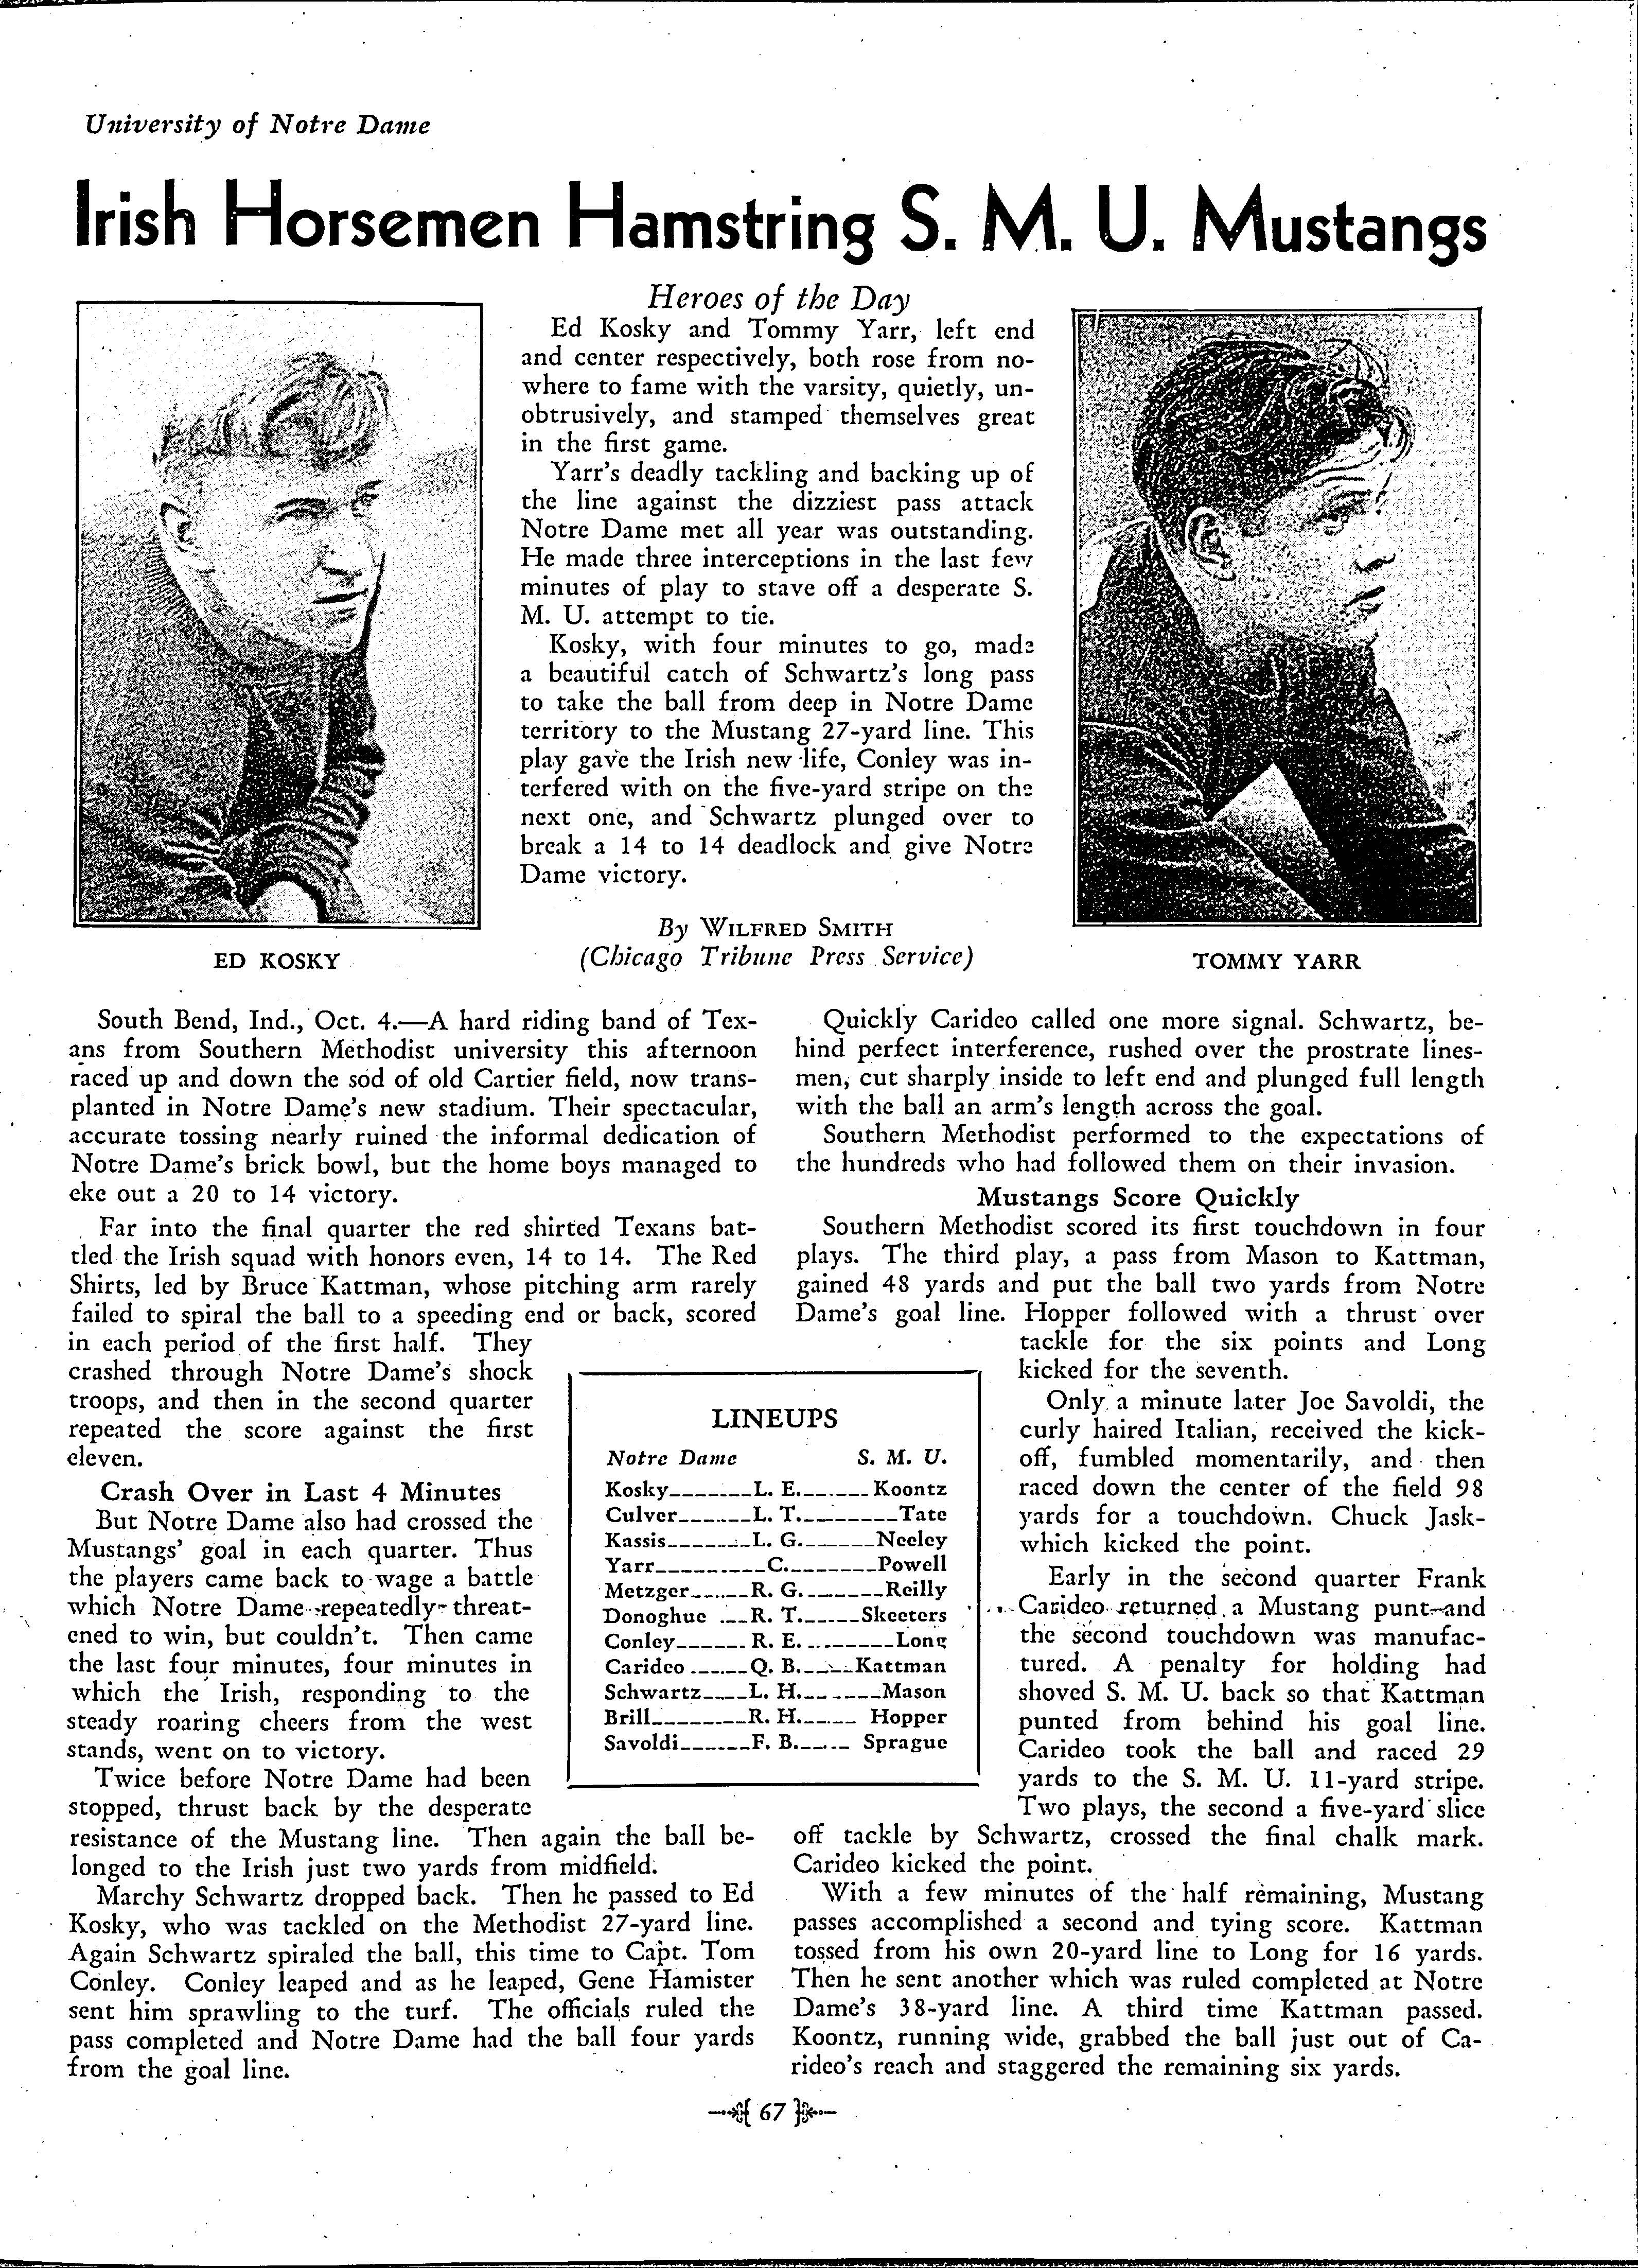 University of Notre Dame
Irish Horsemen Hamstring S. M. U. Mustangs
Heroes of the Day
Ed Kosky and Tommy Yarr, left end
and center respectively, both rose from no-
where to fame with the varsity, quietly, un-
obtrusively, and stamped themselves great
in the first game.
Yarr's deadly tackling and backing up of
the line against the dizziest pass attack
Notre Dame met all year was outstanding.
He made three interceptions in the last few
minutes of play to stave off a desperate S.
M. U. attempt to tie.
Kosky, with four minutes to go, made
a beautiful catch of Schwartz's long pass
to take the ball from deep in Notre Dame
territory to the Mustang 27-yard line. This
play gave the Irish new life, Conley was in-
terfered with on the five-yard stripe on the
next one, and Schwartz plunged over to
break a 14 to 14 deadlock and give Notre
Dame victory.
By WILFRED SMITH
(Chicago Tribune Press Service)
ED KOSKY
TOMMY YARR
South Bend, Ind., Oct. 4.—A hard riding band of Tex-
ans from Southern Methodist university this afternoon
raced up and down the sod of old Cartier field, now trans-
planted in Notre Dame's new stadium. Their spectacular,
accurate tossing nearly ruined the informal dedication of
Notre Dame's brick bowl, but the home boys managed to
eke out a 20 to 14 victory.
Far into the final quarter the red shirted Texans bat-
tled the Irish squad with honors even, 14 to 14. The Red
Shirts, led by Bruce Kattman, whose pitching arm rarely
failed to spiral the ball to a speeding end or back, scored
in each period of the first half. They
crashed through Notre Dame's shock
troops, and then in the second quarter
repeated the score against the first
eleven.
Crash Over in Last 4 Minutes
But Notre Dame also had crossed the
Mustangs' goal in each quarter. Thus
the players came back to wage a battle
which Notre Dame repeatedly threat-
ened to win, but couldn't. Then came
the last four minutes, four minutes in
which the Irish, responding to the
steady roaring cheers from the west
stands, went on to victory.
Twice before Notre Dame had been
stopped, thrust back by the desperate
resistance of the Mustang line. Then again the ball be-
longed to the Irish just two yards from midfield.
Marchy Schwartz dropped back. Then he passed to Ed
Kosky, who was tackled on the Methodist 27-yard line.
Again Schwartz spiraled the ball, this time to Capt. Tom
Conley. Conley leaped and as he leaped, Gene Hamister
sent him sprawling to the turf. The officials ruled the
pass completed and Notre Dame had the ball four yards
from the goal line.
LINEUPS
Notre Dame S. M. U.
Kosky L. E. Koontz
Culver L. T. Tate
Kassis L. G. Neeley
Yarr C. Powell
Metzger R. G. Reilly
Donoghue R. T. Skeeters
Conley R. E. Long
Carideo Q. B. Kattman
Schwartz L. H. Mason
Brill R. H. Hopper
Savoldi F. B. Sprague
Quickly Carideo called one more signal. Schwartz, be-
hind perfect interference, rushed over the prostrate lines-
men, cut sharply inside to left end and plunged full length
with the ball an arm's length across the goal.
Southern Methodist performed to the expectations of
the hundreds who had followed them on their invasion.
Mustangs Score Quickly
Southern Methodist scored its first touchdown in four
plays. The third play, a pass from Mason to Kattman,
gained 48 yards and put the ball two yards from Notre
Dame's goal line. Hopper followed with a thrust over
tackle for the six points and Long
kicked for the seventh.
Only a minute later Joe Savoldi, the
curly haired Italian, received the kick-
off, fumbled momentarily, and then
raced down the center of the field 98
yards for a touchdown. Chuck Jask-
which kicked the point.
Early in the second quarter Frank
Carideo returned a Mustang punt and
the second touchdown was manufac-
tured. A penalty for holding had
shoved S. M. U. back so that Kattman
punted from behind his goal line.
Carideo took the ball and raced 29
yards to the S. M. U. 11-yard stripe.
Two plays, the second a five-yard slice
off tackle by Schwartz, crossed the final chalk mark.
Carideo kicked the point.
With a few minutes of the half remaining, Mustang
passes accomplished a second and tying score. Kattman
tossed from his own 20-yard line to Long for 16 yards.
Then he sent another which was ruled completed at Notre
Dame's 38-yard line. A third time Kattman passed.
Koontz, running wide, grabbed the ball just out of Ca-
rideo's reach and staggered the remaining six yards.
67